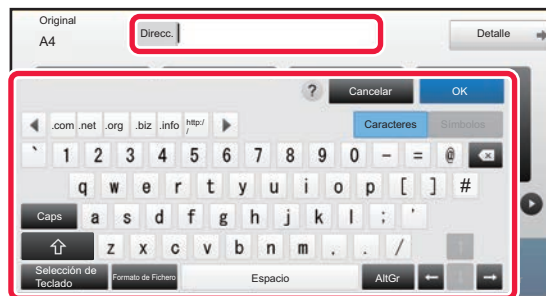 Original
A4
Direcc.
Detalle
? Cancelar OK
.com .net .org .biz .info http:/
/
Caracteres Símbolos
` 1 2 3 4 5 6 7 8 9 0 - = @
q w e r t y u i o p [ ] #
Caps a s d f g h j k l ; '
z x c v b n m , . /
Selección de
Teclado
Formato de Fichero
Espacio
AltGr